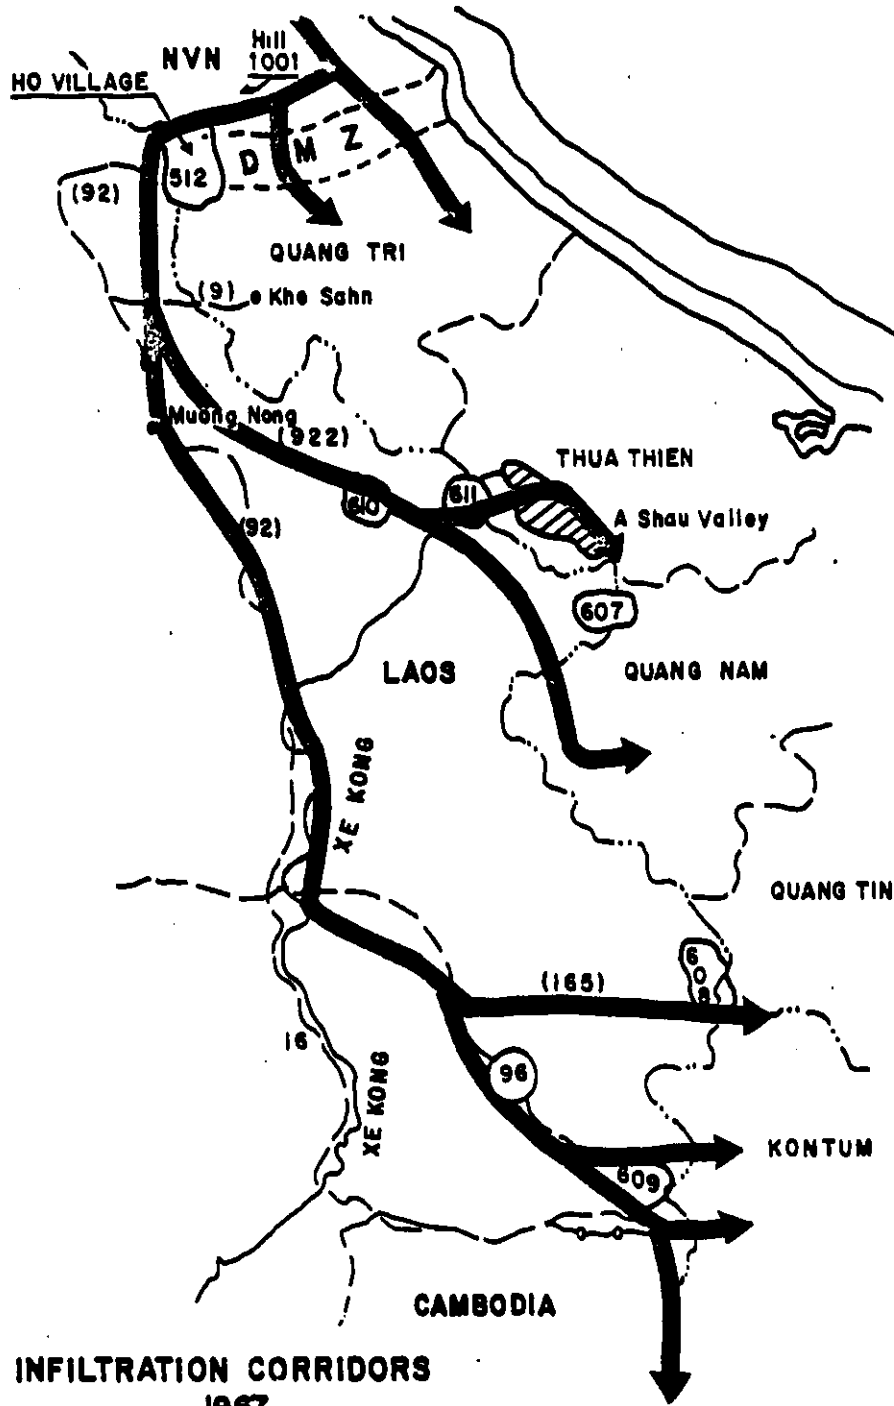 NVN
Hill
1001
HO VILLAGE
D M Z
512
(92)
QUANG TRI
(9)
Khe Sahn
Muong Nong
(922)
THUA THIEN
610
611
A Shau Valley
(92)
607
LAOS
QUANG NAM
XE KONG
QUANG TIN
608
(165)
16
96
XE KONG
KONTUM
609
CAMBODIA
INFILTRATION CORRIDORS
1967